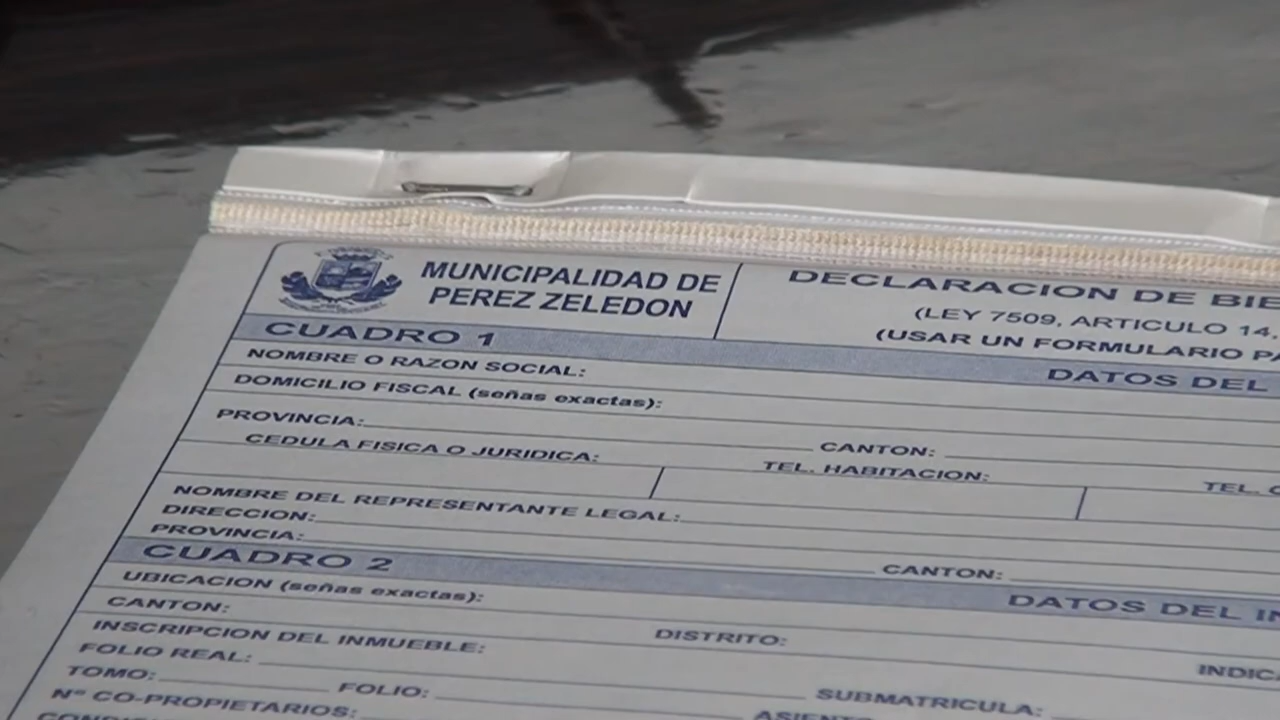 MUNICIPALIDAD DE
PEREZ ZELEDON
DECLARACION DE
(LEY 7509, ARTICULO 14,
(USAR UN FORMULARIO
CUADRO 1
DATOS DEL
NOMBRE O RAZON SOCIAL:
DOMICILIO FISCAL (señas exactas):
PROVINCIA: CANTON:
CEDULA FISICA O JURIDICA: TEL. HABITACION: TEL.
NOMBRE DEL REPRESENTANTE LEGAL:
DIRECCION:
PROVINCIA: CANTON:
CUADRO 2
DATOS DEL
UBICACION (señas exactas):
CANTON: DISTRITO:
INSCRIPCION DEL INMUEBLE:
FOLIO REAL: SUBMATRICULA:
TOMO: FOLIO:
Nº CO-PROPIETARIOS: